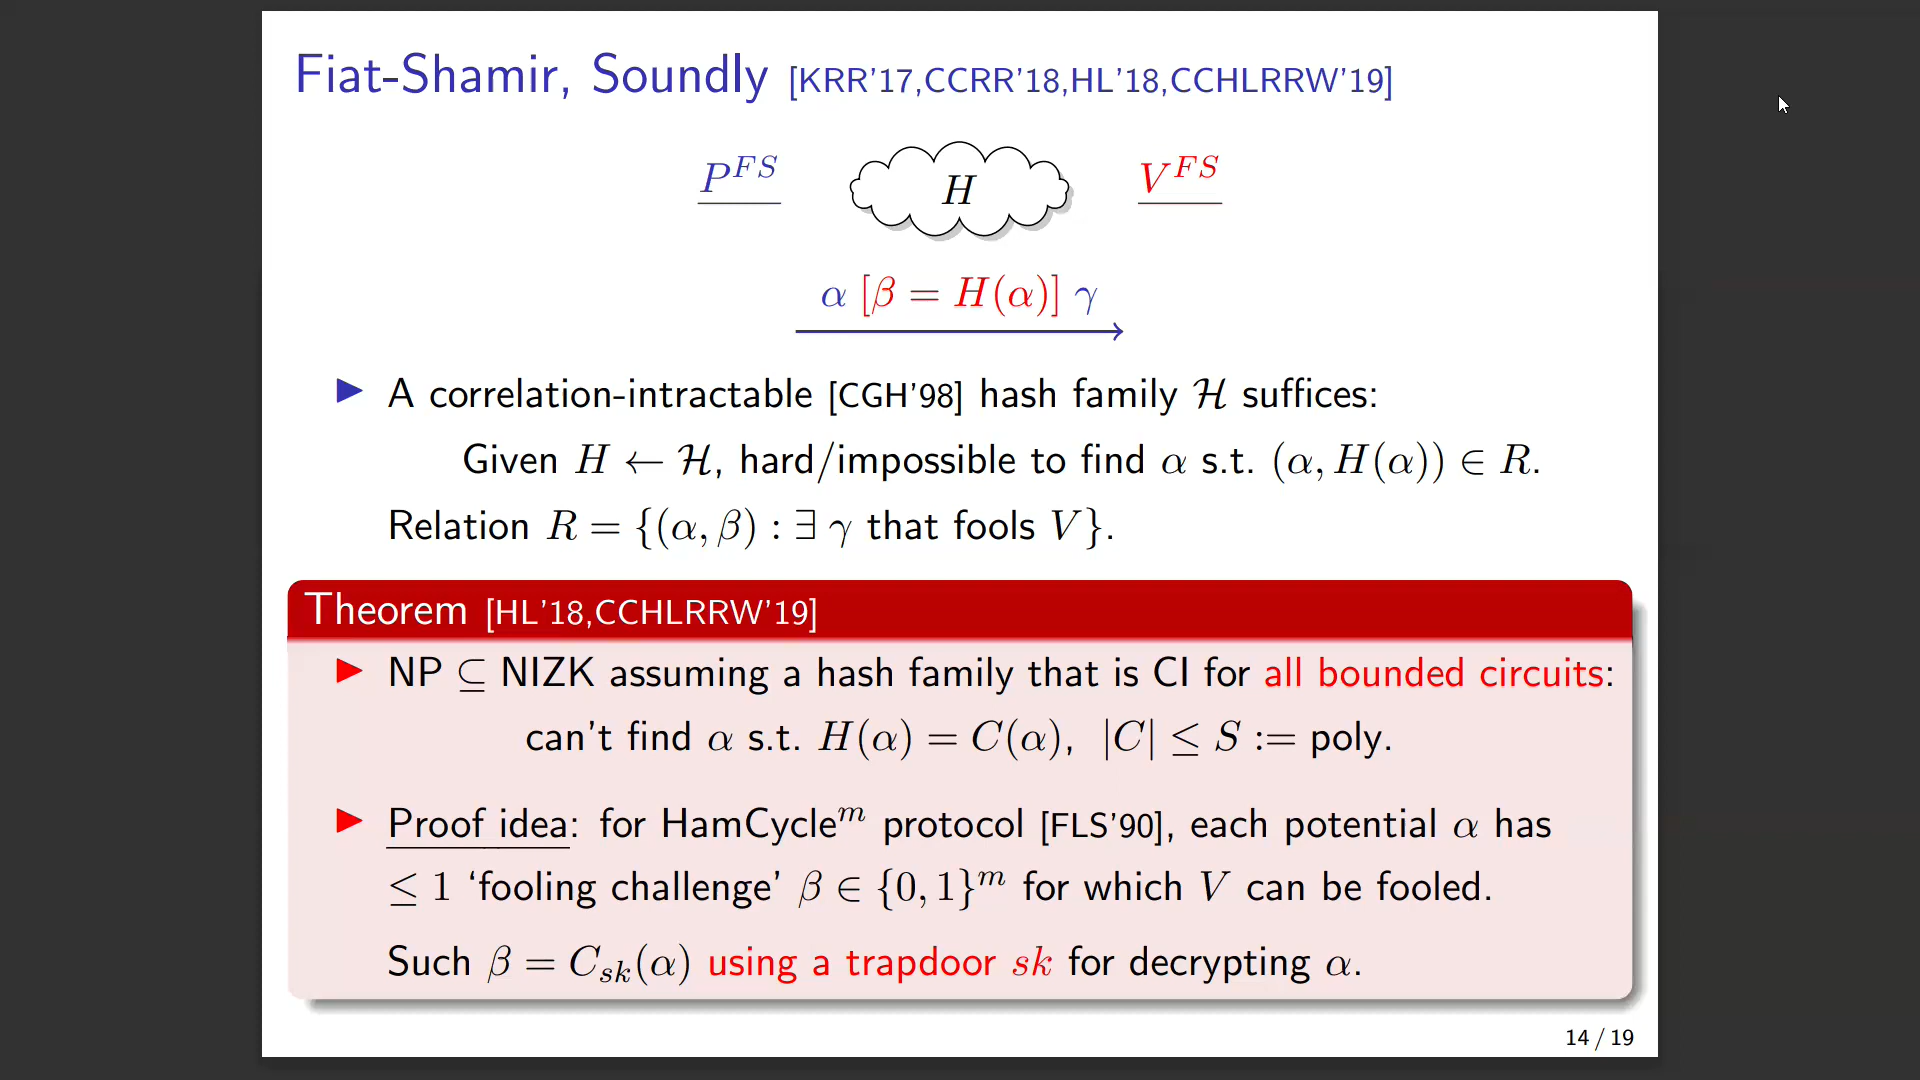 Fiat-Shamir, Soundly [KRR'17,CCRR'18,HL'18,CCHLRRW'19]
P^{FS} H V^{FS}
α [β = H(α)] γ
▶ A correlation-intractable [CGH'98] hash family ℋ suffices:
Given H ← ℋ, hard/impossible to find α s.t. (α, H(α)) ∈ R.
Relation R = {(α, β) : ∃ γ that fools V}.
Theorem [HL'18,CCHLRRW'19]
▶ NP ⊆ NIZK assuming a hash family that is CI for all bounded circuits:
can't find α s.t. H(α) = C(α), |C| ≤ S := poly.
▶ Proof idea: for HamCycle^m protocol [FLS'90], each potential α has
≤ 1 ‘fooling challenge’ β ∈ {0, 1}^m for which V can be fooled.
Such β = C_{sk}(α) using a trapdoor sk for decrypting α.
14 / 19